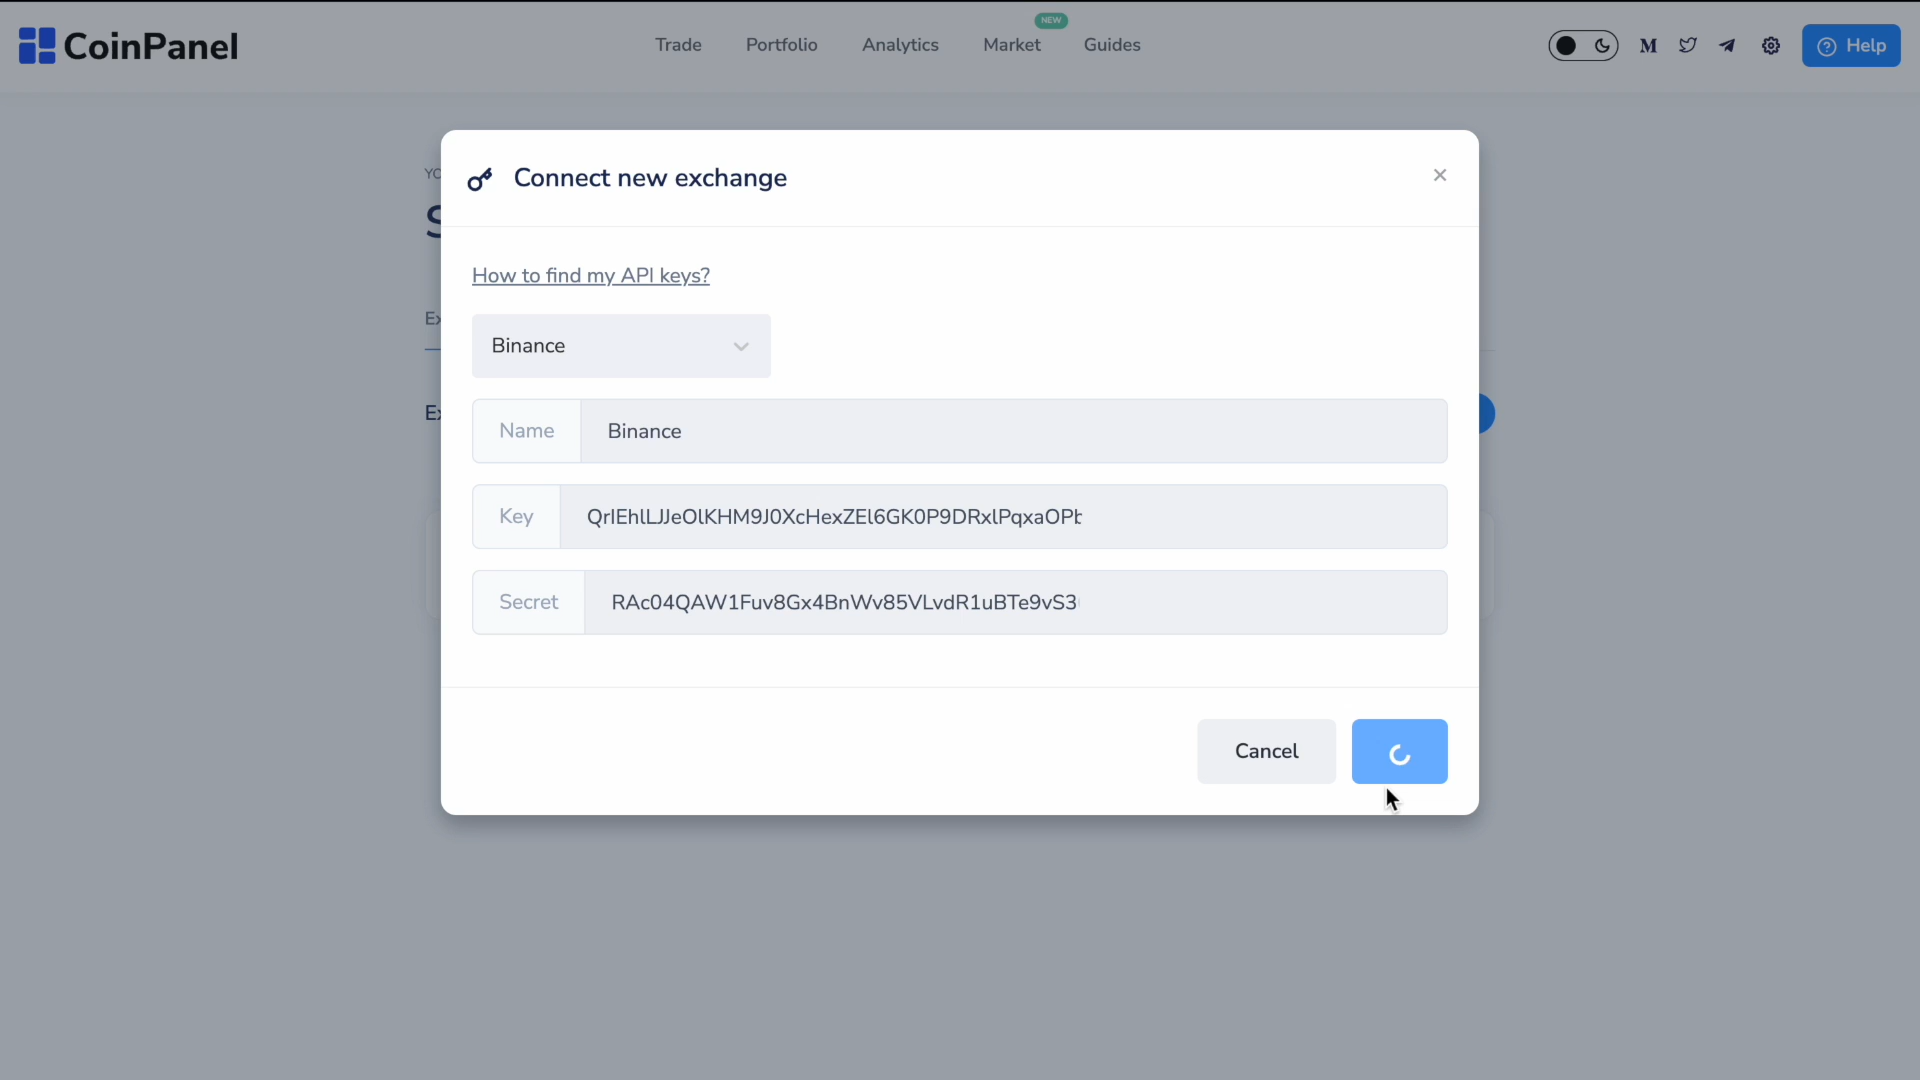 CoinPanel
Trade
Portfolio
Analytics
NEW
Market
Guides
M
Help
Connect new exchange
How to find my API keys?
Binance
Name
Binance
Key
QrIEhlLJJeOlKHM9J0XcHexZEl6GK0P9DRxlPqxaOP
Secret
RAc04QAW1Fuv8Gx4BnWv85VLvdR1uBTe9vS3
Cancel